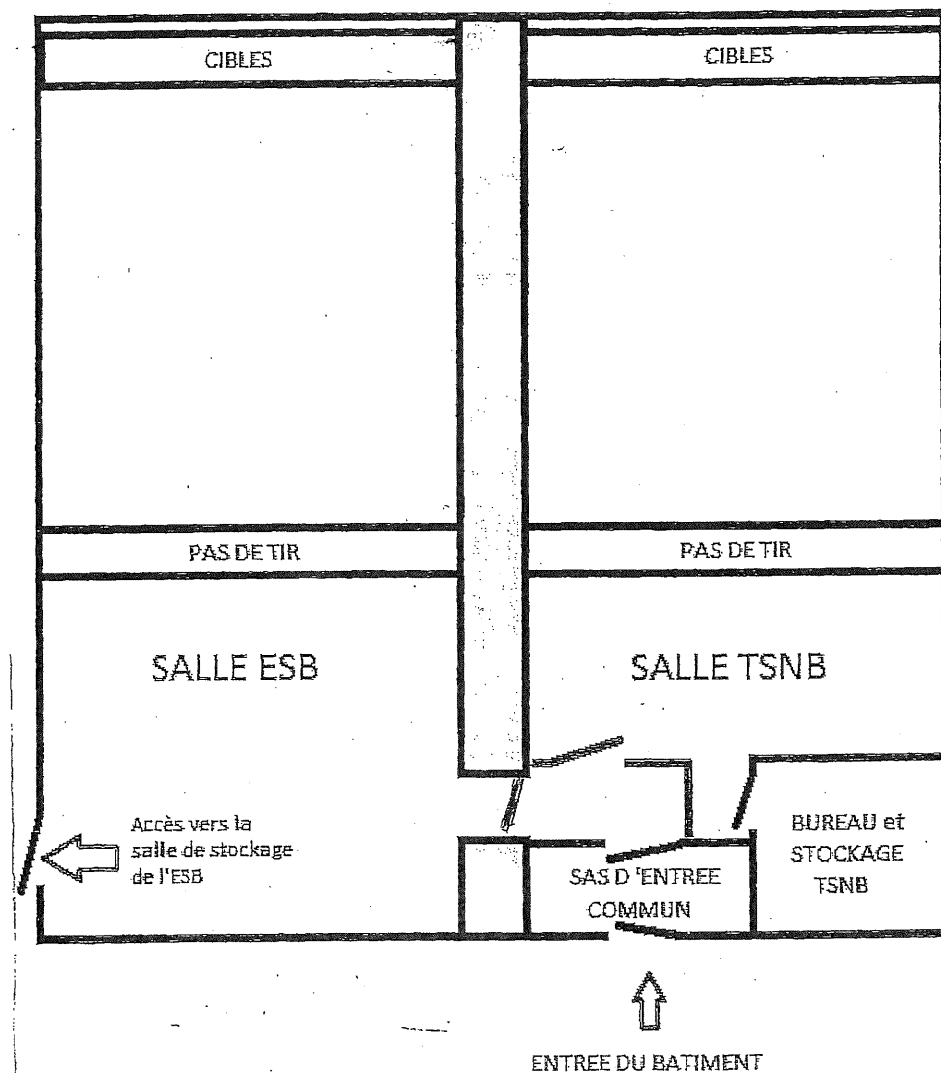 CIBLES
CIBLES
PAS DE TIR
PAS DE TIR
SALLE ESB
SALLE TSNB
Accès vers la
salle de stockage
de l'ESB
BUREAU et
STOCKAGE
TSNB
SAS D 'ENTREE
COMMUN
ENTREE DU BATIMENT